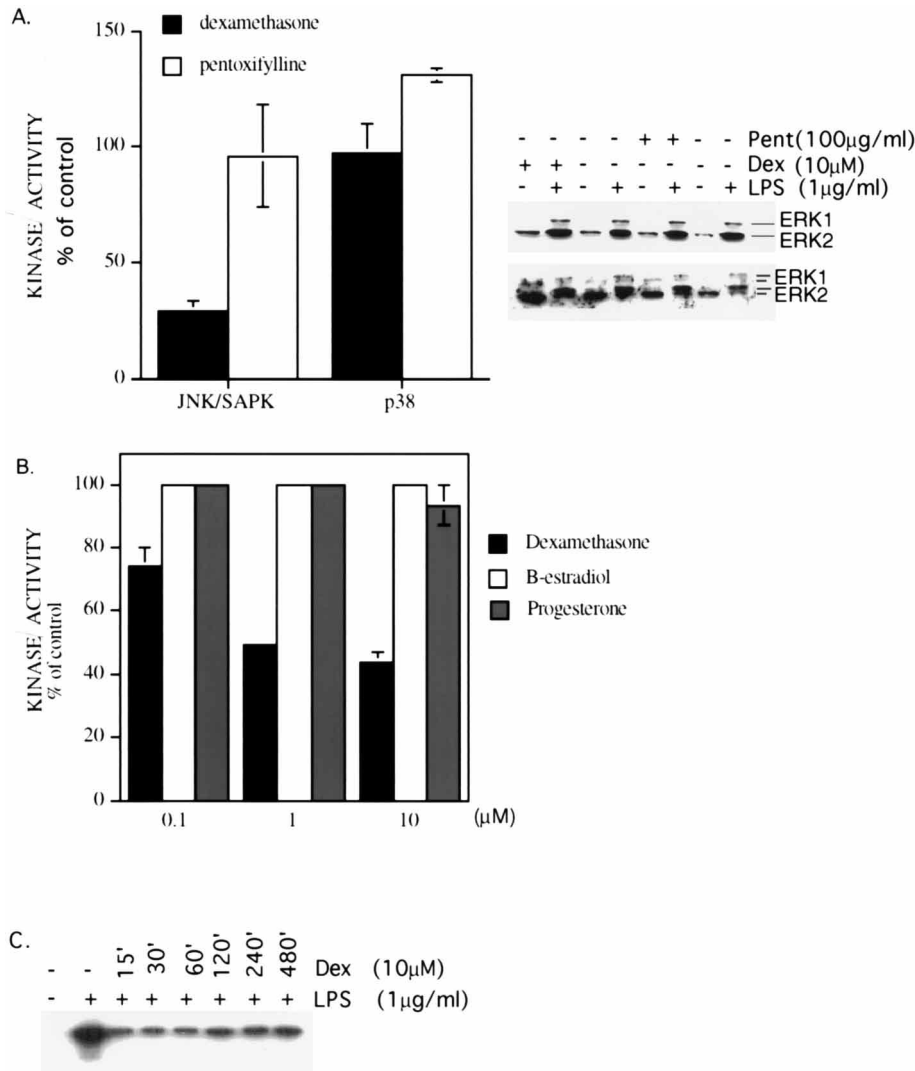 A.
150
100
50
0
KINASE ACTIVITY
% of control
dexamethasone
pentoxifylline
JNK/SAPK p38
- - - - + + - - Pent(100µg/ml)
+ + - - - - - - Dex (10µM)
- + - + - + - + LPS (1µg/ml)
ERK1
ERK2
ERK1
ERK2
B.
100
80
60
40
20
0
KINASE ACTIVITY
% of control
0.1 1 10 (µM)
Dexamethasone
B-estradiol
Progesterone
C.
- - 15' 30' 60' 120' 240' 480' Dex (10µM)
- + + + + + + + LPS (1µg/ml)